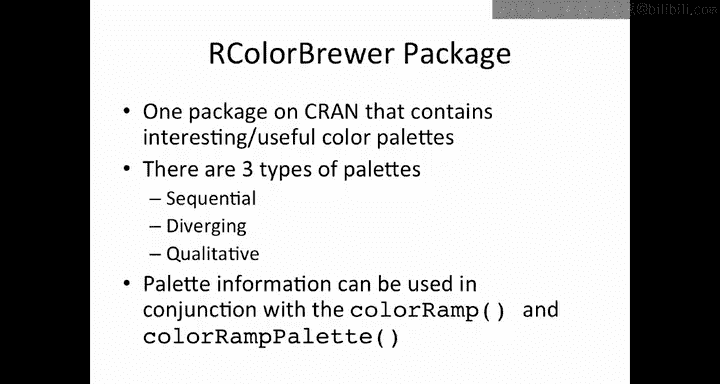 @bilibili.com
RColorBrewer Package
• One package on CRAN that contains
interesting/useful color palettes
• There are 3 types of palettes
– Sequential
– Diverging
– Qualitative
• Palette information can be used in
conjunction with the colorRamp() and
colorRampPalette()